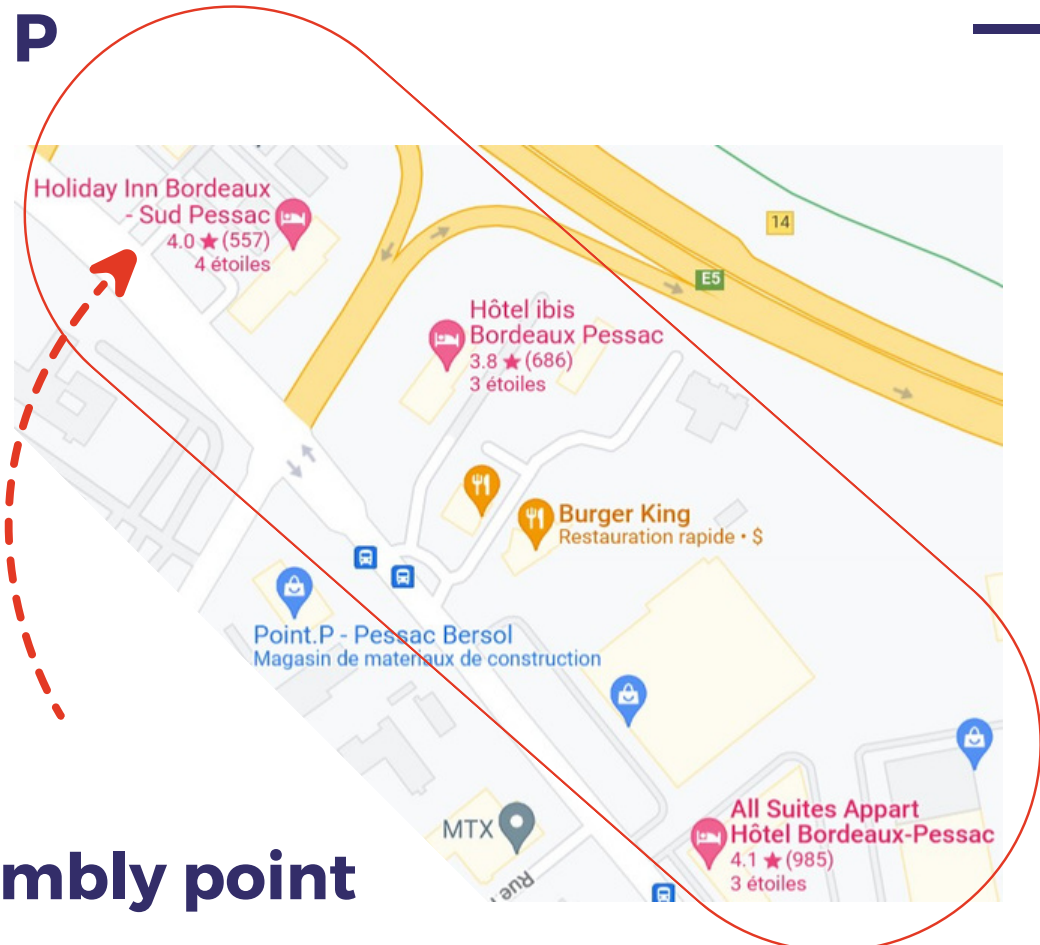 P
Holiday Inn Bordeaux
- Sud Pessac
4.0 ★ (557)
4 étoiles
14
E5
Hôtel ibis
Bordeaux Pessac
3.8 ★ (686)
3 étoiles
Burger King
Restauration rapide • $
Point.P - Pessac Bersol
Magasin de materiaux de construction
MTX
All Suites Appart
Hôtel Bordeaux-Pessac
4.1 ★ (985)
3 étoiles
Rue
mbly point